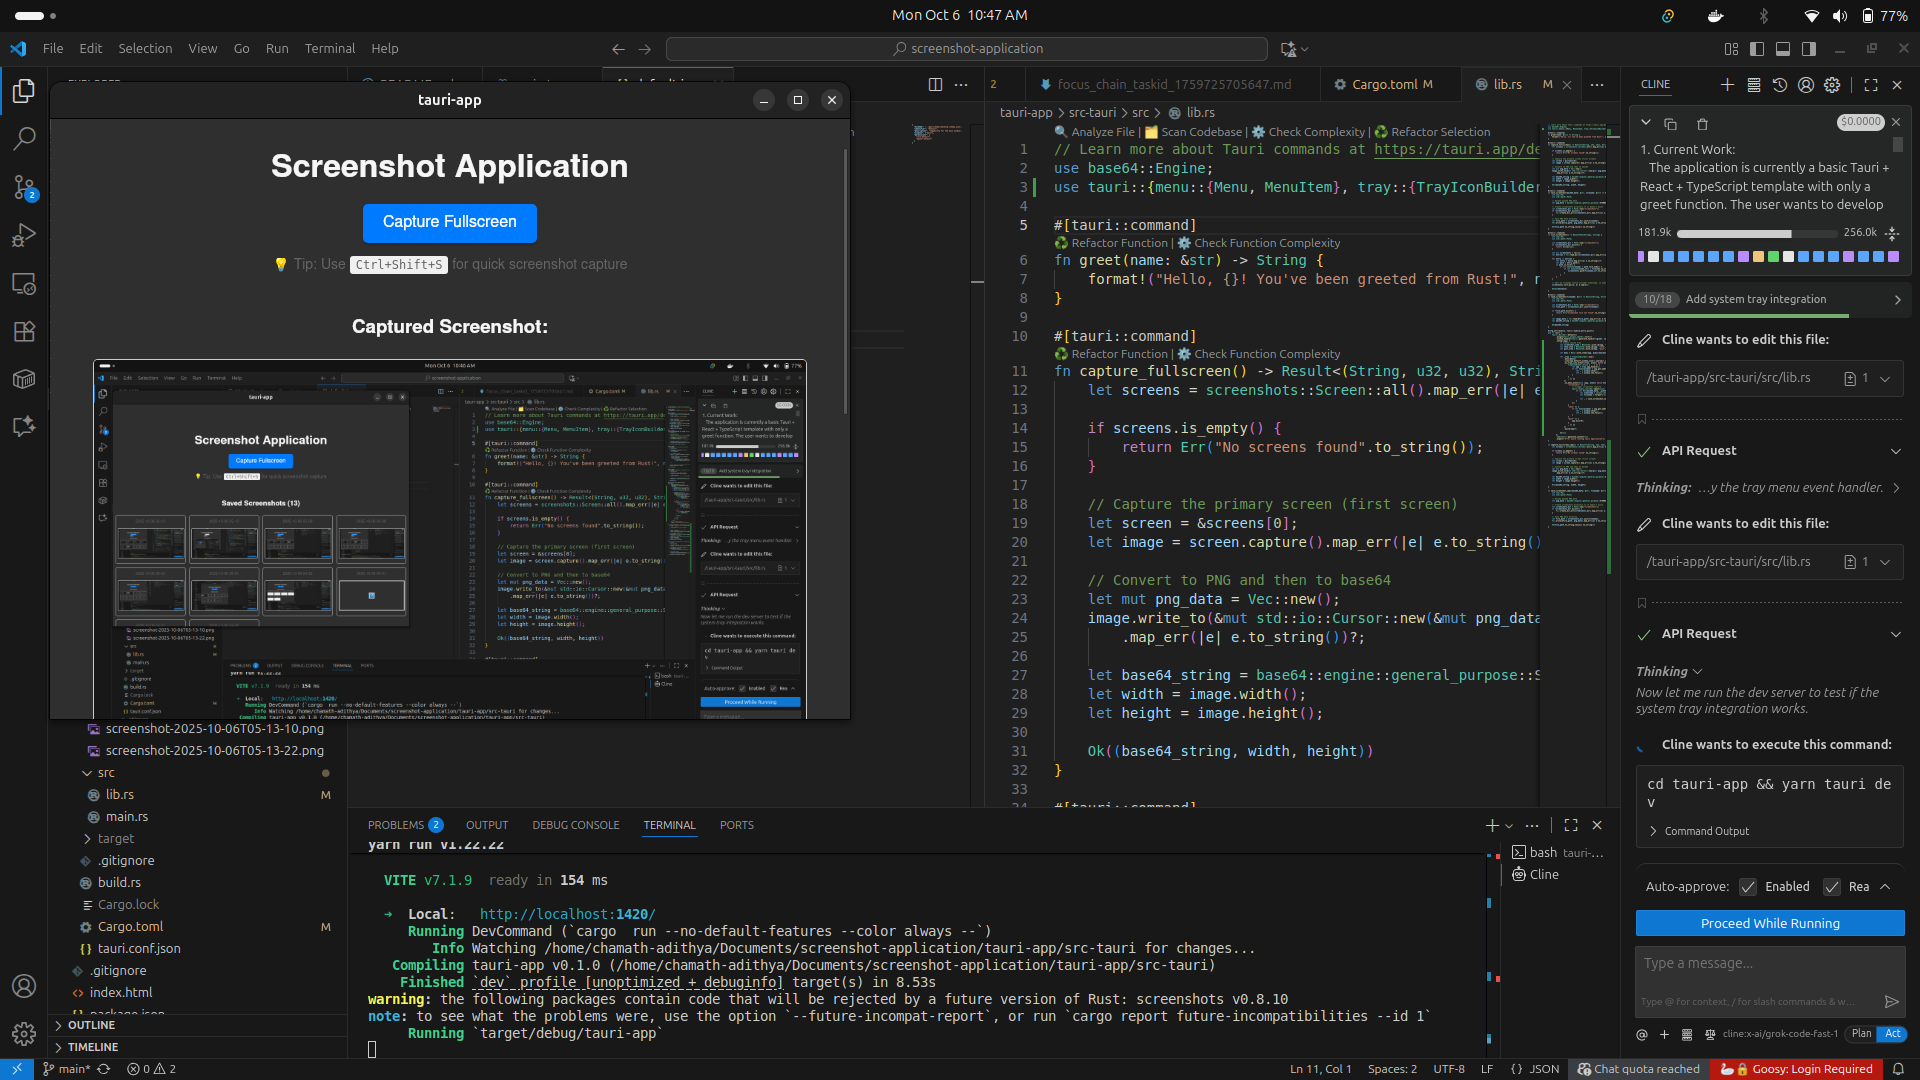 Mon Oct 6  10:47 AM
77%
File Edit Selection View Go Run Terminal Help
screenshot-application
tauri-app
Screenshot Application
Capture Fullscreen
💡 Tip: Use Ctrl+Shift+S for quick screenshot capture
Captured Screenshot:
Mon Oct 6 10:46 AM
tauri-app
Screenshot Application
Capture Fullscreen
Saved Screenshots (13)
screenshot-2025-10-06T05-13-10.png
screenshot-2025-10-06T05-13-22.png
src
lib.rs M
main.rs
target
.gitignore
build.rs
Cargo.lock
Cargo.toml M
tauri.conf.json
.gitignore
index.html
OUTLINE
TIMELINE
2
focus_chain_taskid_1759725705647.md
Cargo.toml M
lib.rs M
tauri-app > src-tauri > src > lib.rs
🔍 Analyze File | Scan Codebase | Check Complexity | Refactor Selection
1 // Learn more about Tauri commands at https://tauri.app/de
2 use base64::Engine;
3 use tauri::{menu::{Menu, MenuItem}, tray::{TrayIconBuilder
4
5 #[tauri::command]
Refactor Function | Check Function Complexity
6 fn greet(name: &str) -> String {
7 format!("Hello, {}! You've been greeted from Rust!", n
8 }
9
10 #[tauri::command]
Refactor Function | Check Function Complexity
11 fn capture_fullscreen() -> Result<(String, u32, u32), Stri
12 let screens = screenshots::Screen::all().map_err(|e| e
13
14 if screens.is_empty() {
15 return Err("No screens found".to_string());
16 }
17
18 // Capture the primary screen (first screen)
19 let screen = &screens[0];
20 let image = screen.capture().map_err(|e| e.to_string()
21
22 // Convert to PNG and then to base64
23 let mut png_data = Vec::new();
24 image.write_to(&mut std::io::Cursor::new(&mut png_data
25 .map_err(|e| e.to_string())?;
26
27 let base64_string = base64::engine::general_purpose::S
28 let width = image.width();
29 let height = image.height();
30
31 Ok((base64_string, width, height))
32 }
33
34 #[tauri::command]
PROBLEMS 2 OUTPUT DEBUG CONSOLE TERMINAL PORTS
yarn run v1.22.22
VITE v7.1.9 ready in 154 ms
➜ Local: http://localhost:1420/
Running DevCommand (`cargo  run --no-default-features --color always --`)
Info Watching /home/chamath-adithya/Documents/screenshot-application/tauri-app/src-tauri for changes...
Compiling tauri-app v0.1.0 (/home/chamath-adithya/Documents/screenshot-application/tauri-app/src-tauri)
Finished `dev` profile [unoptimized + debuginfo] target(s) in 8.53s
warning: the following packages contain code that will be rejected by a future version of Rust: screenshots v0.8.10
note: to see what the problems were, use the option `--future-incompat-report`, or run `cargo report future-incompatibilities --id 1`
Running `target/debug/tauri-app`
bash tauri-...
Cline
CLINE
$0.0000
1. Current Work:
The application is currently a basic Tauri +
React + TypeScript template with only a
greet function. The user wants to develop
181.9k 256.0k
10/18 Add system tray integration
Cline wants to edit this file:
/tauri-app/src-tauri/src/lib.rs 1
API Request
Thinking: ...y the tray menu event handler.
Cline wants to edit this file:
/tauri-app/src-tauri/src/lib.rs 1
API Request
Thinking
Now let me run the dev server to test if the
system tray integration works.
Cline wants to execute this command:
cd tauri-app && yarn tauri de
v
Command Output
Auto-approve: Enabled Rea
Proceed While Running
Type a message...
Type @ for context, / for slash commands & w...
cline:x-ai/grok-code-fast-1 Plan Act
main* 0 2
Ln 11, Col 1 Spaces: 2 UTF-8 LF {} JSON Chat quota reached Goosy: Login Required